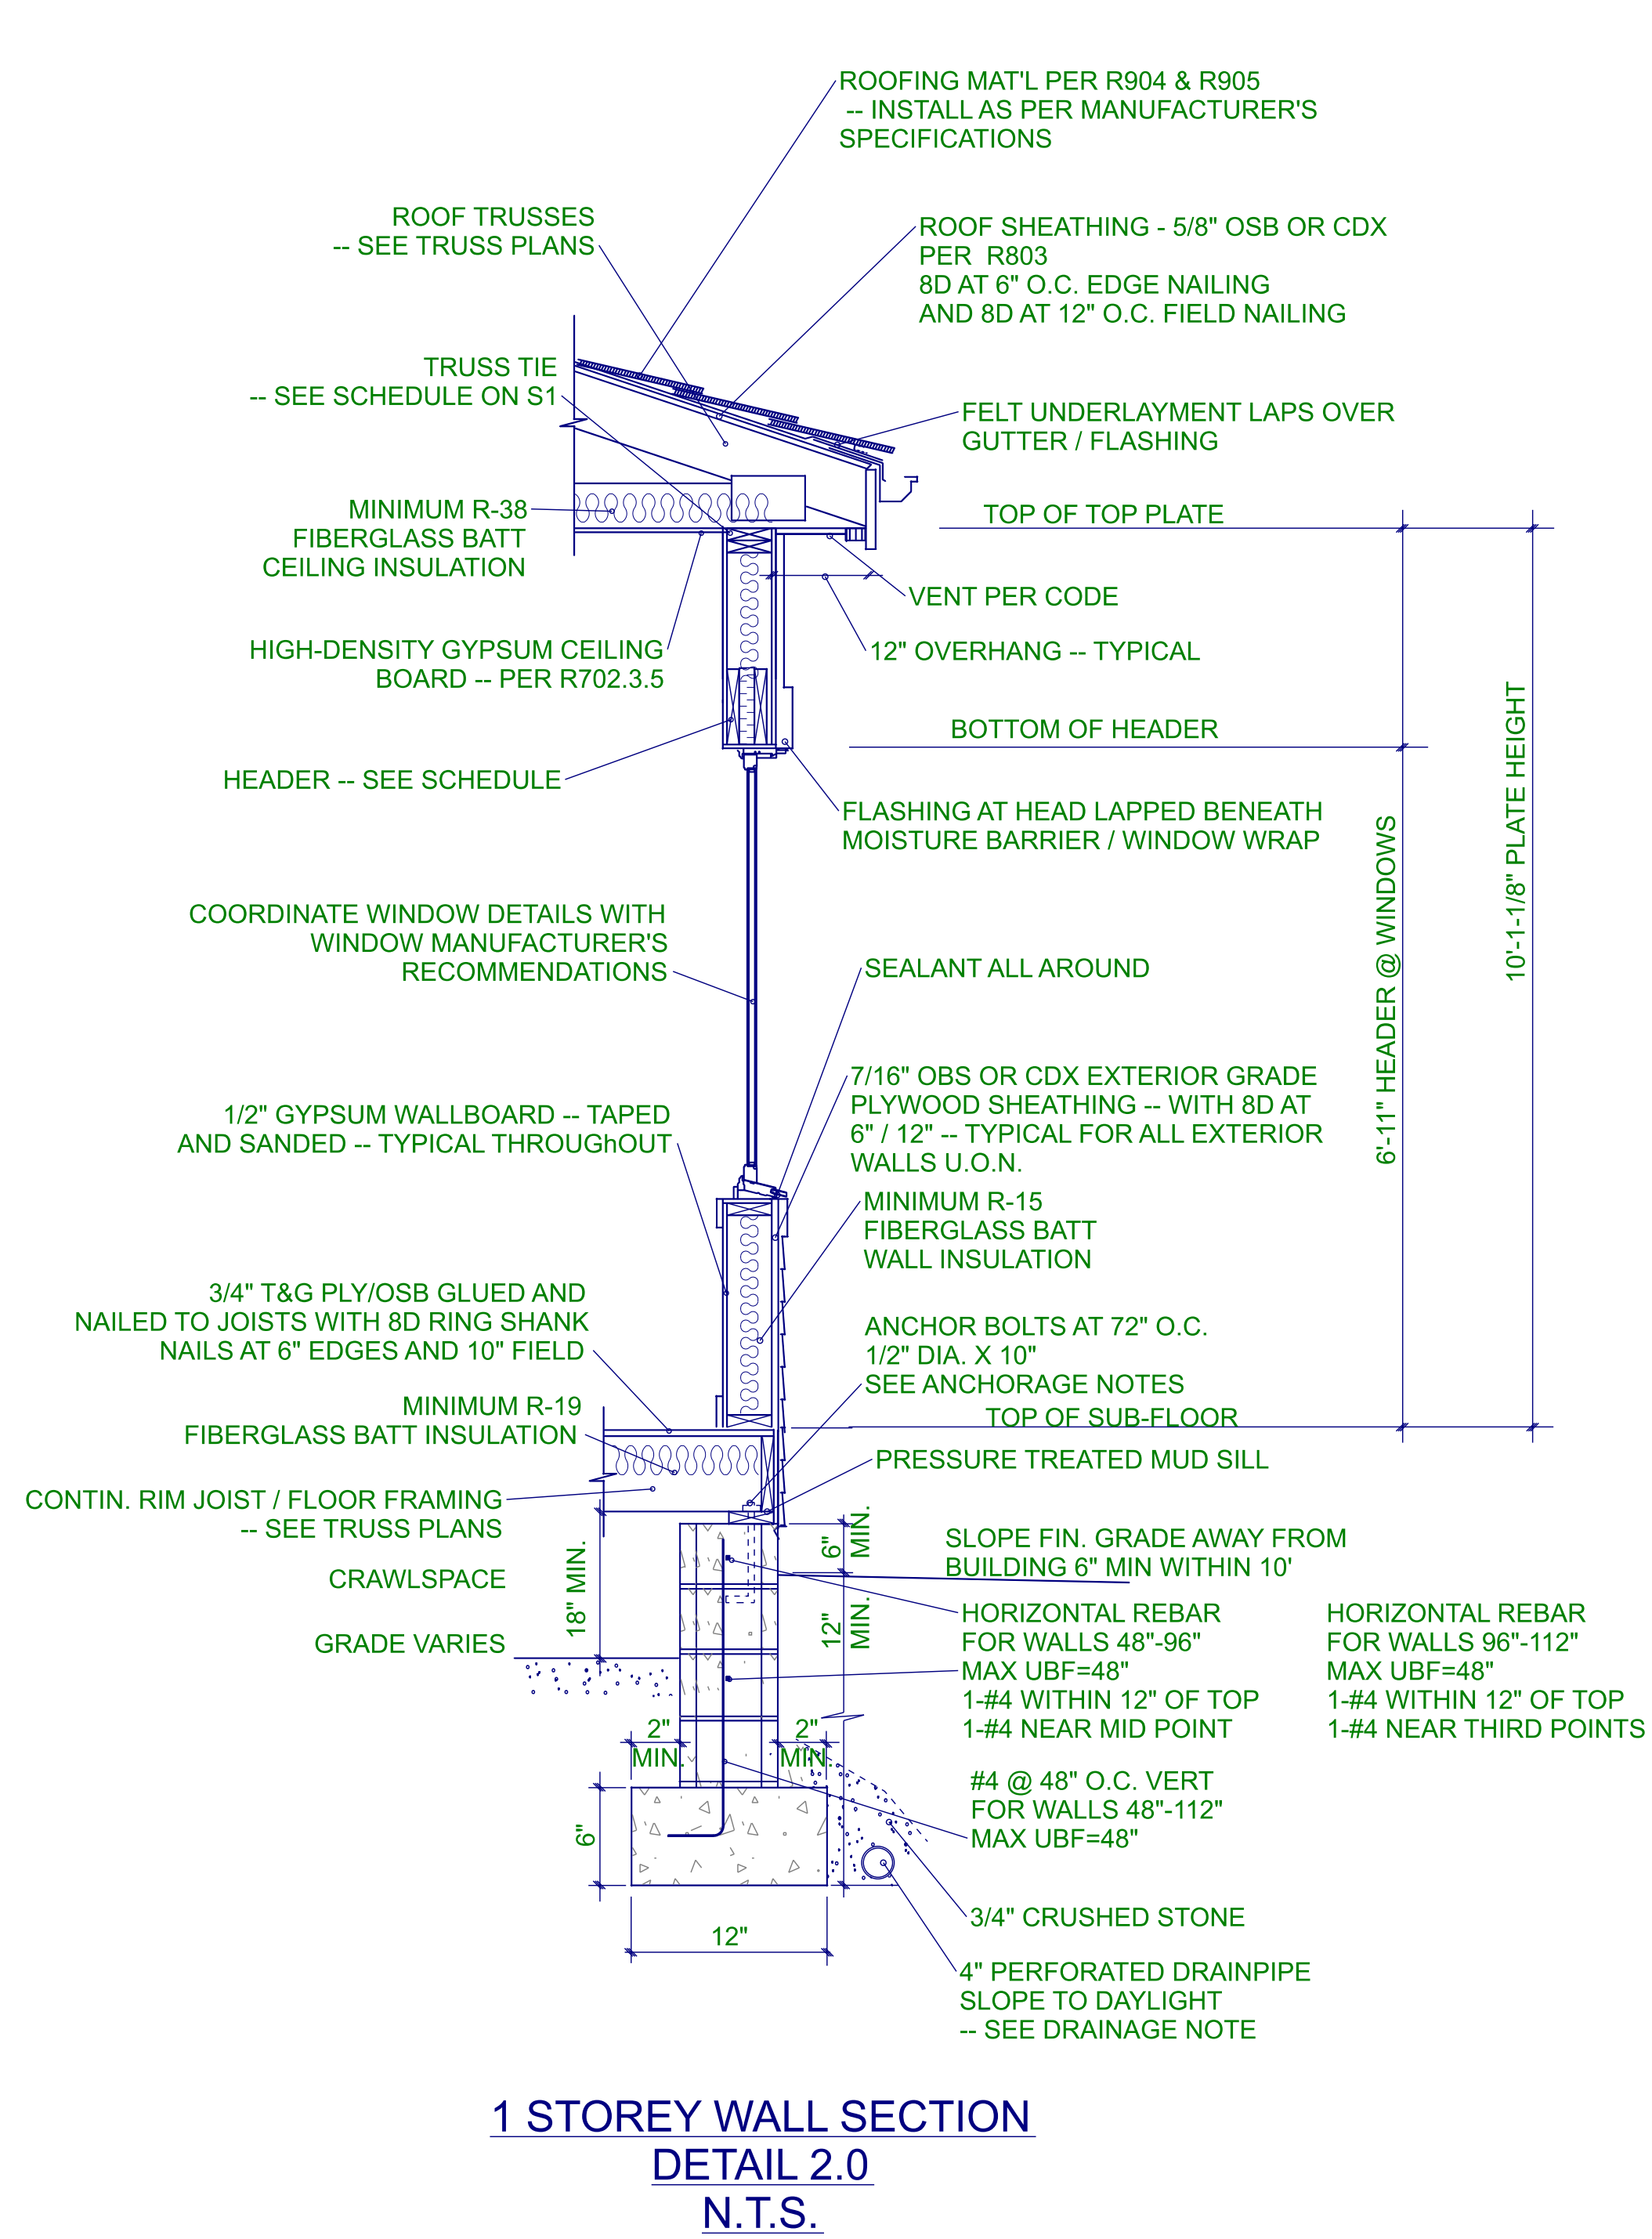 ROOFING MAT'L PER R904 & R905
-- INSTALL AS PER MANUFACTURER'S
SPECIFICATIONS
ROOF TRUSSES
-- SEE TRUSS PLANS
ROOF SHEATHING - 5/8" OSB OR CDX
PER R803
8D AT 6" O.C. EDGE NAILING
AND 8D AT 12" O.C. FIELD NAILING
TRUSS TIE
-- SEE SCHEDULE ON S1
FELT UNDERLAYMENT LAPS OVER
GUTTER / FLASHING
MINIMUM R-38
FIBERGLASS BATT
CEILING INSULATION
TOP OF TOP PLATE
VENT PER CODE
HIGH-DENSITY GYPSUM CEILING
BOARD -- PER R702.3.5
12" OVERHANG -- TYPICAL
BOTTOM OF HEADER
HEADER -- SEE SCHEDULE
FLASHING AT HEAD LAPPED BENEATH
MOISTURE BARRIER / WINDOW WRAP
6'-11" HEADER @ WINDOWS
10'-1-1/8" PLATE HEIGHT
COORDINATE WINDOW DETAILS WITH
WINDOW MANUFACTURER'S
RECOMMENDATIONS
SEALANT ALL AROUND
7/16" OBS OR CDX EXTERIOR GRADE
PLYWOOD SHEATHING -- WITH 8D AT
6" / 12" -- TYPICAL FOR ALL EXTERIOR
WALLS U.O.N.
1/2" GYPSUM WALLBOARD -- TAPED
AND SANDED -- TYPICAL THROUGhOUT
MINIMUM R-15
FIBERGLASS BATT
WALL INSULATION
3/4" T&G PLY/OSB GLUED AND
NAILED TO JOISTS WITH 8D RING SHANK
NAILS AT 6" EDGES AND 10" FIELD
ANCHOR BOLTS AT 72" O.C.
1/2" DIA. X 10"
SEE ANCHORAGE NOTES
MINIMUM R-19
FIBERGLASS BATT INSULATION
TOP OF SUB-FLOOR
PRESSURE TREATED MUD SILL
CONTIN. RIM JOIST / FLOOR FRAMING
-- SEE TRUSS PLANS
6"
MIN.
SLOPE FIN. GRADE AWAY FROM
BUILDING 6" MIN WITHIN 10'
18" MIN.
CRAWLSPACE
GRADE VARIES
12"
MIN.
HORIZONTAL REBAR
FOR WALLS 48"-96"
MAX UBF=48"
1-#4 WITHIN 12" OF TOP
1-#4 NEAR MID POINT
HORIZONTAL REBAR
FOR WALLS 96"-112"
MAX UBF=48"
1-#4 WITHIN 12" OF TOP
1-#4 NEAR THIRD POINTS
2"
MIN.
2"
MIN.
#4 @ 48" O.C. VERT
FOR WALLS 48"-112"
MAX UBF=48"
6"
3/4" CRUSHED STONE
12"
4" PERFORATED DRAINPIPE
SLOPE TO DAYLIGHT
-- SEE DRAINAGE NOTE
1 STOREY WALL SECTION
DETAIL 2.0
N.T.S.